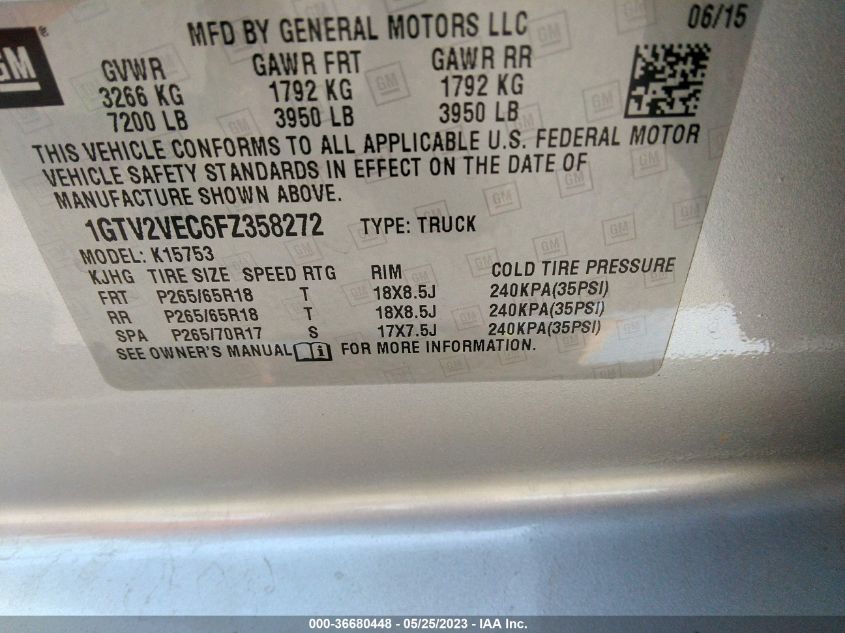 GM ®
MFD BY GENERAL MOTORS LLC 06/15
GVWR GAWR FRT GAWR RR
3266 KG 1792 KG 1792 KG
7200 LB 3950 LB 3950 LB
THIS VEHICLE CONFORMS TO ALL APPLICABLE U.S. FEDERAL MOTOR
VEHICLE SAFETY STANDARDS IN EFFECT ON THE DATE OF
MANUFACTURE SHOWN ABOVE.
1GTV2VEC6FZ358272 TYPE: TRUCK
MODEL: K15753
KJHG TIRE SIZE SPEED RTG RIM COLD TIRE PRESSURE
FRT P265/65R18 T 18X8.5J 240KPA(35PSI)
RR P265/65R18 T 18X8.5J 240KPA(35PSI)
SPA P265/70R17 S 17X7.5J 240KPA(35PSI)
SEE OWNER'S MANUAL FOR MORE INFORMATION.
000-36680448 - 05/25/2023 - IAA Inc.